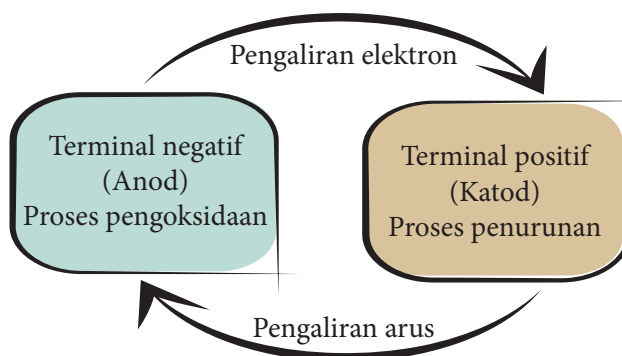 Pengaliran elektron
Terminal negatif
(Anod)
Proses pengoksidaan
Terminal positif
(Katod)
Proses penurunan
Pengaliran arus